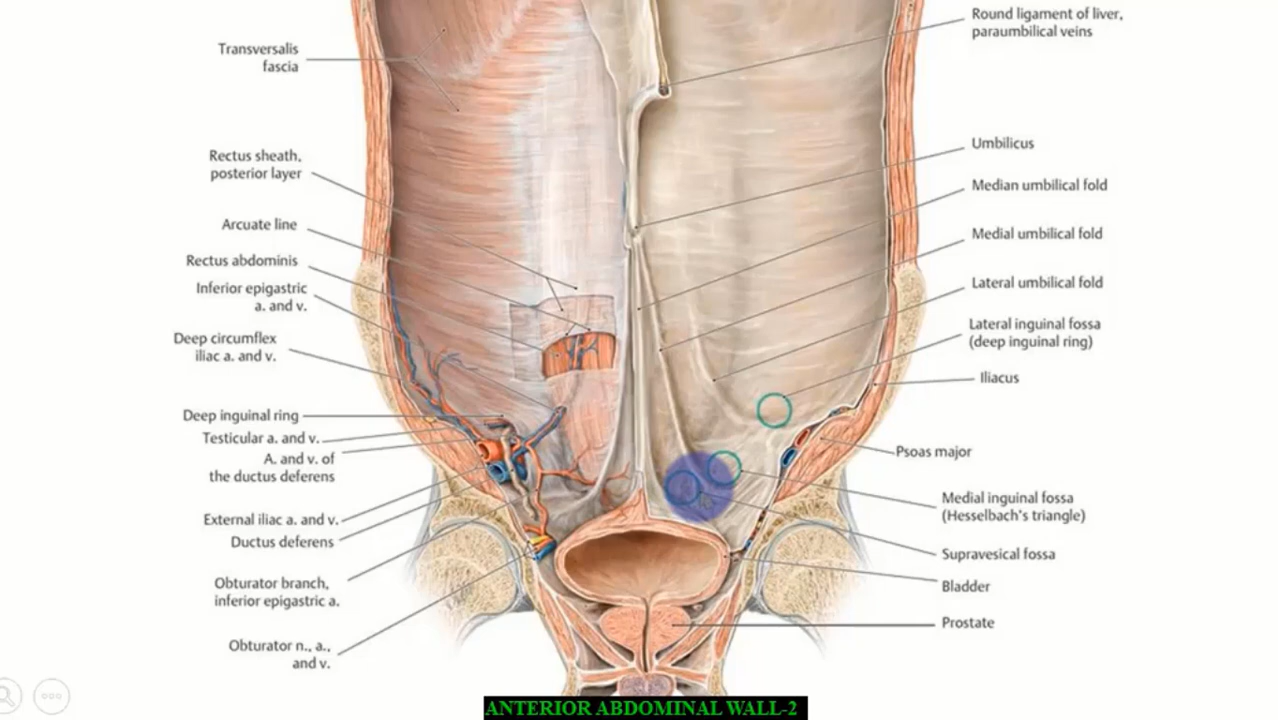 Transversalis
fascia
Rectus sheath,
posterior layer
Arcuate line
Rectus abdominis
Inferior epigastric
a. and v.
Deep circumflex
iliac a. and v.
Deep inguinal ring
Testicular a. and v.
A. and v. of
the ductus deferens
External iliac a. and v.
Ductus deferens
Obturator branch,
inferior epigastric a.
Obturator n., a.,
and v.
Round ligament of liver,
paraumbilical veins
Umbilicus
Median umbilical fold
Medial umbilical fold
Lateral umbilical fold
Lateral inguinal fossa
(deep inguinal ring)
Iliacus
Psoas major
Medial inguinal fossa
(Hesselbach's triangle)
Supravesical fossa
Bladder
Prostate
ANTERIOR ABDOMINAL WALL-2